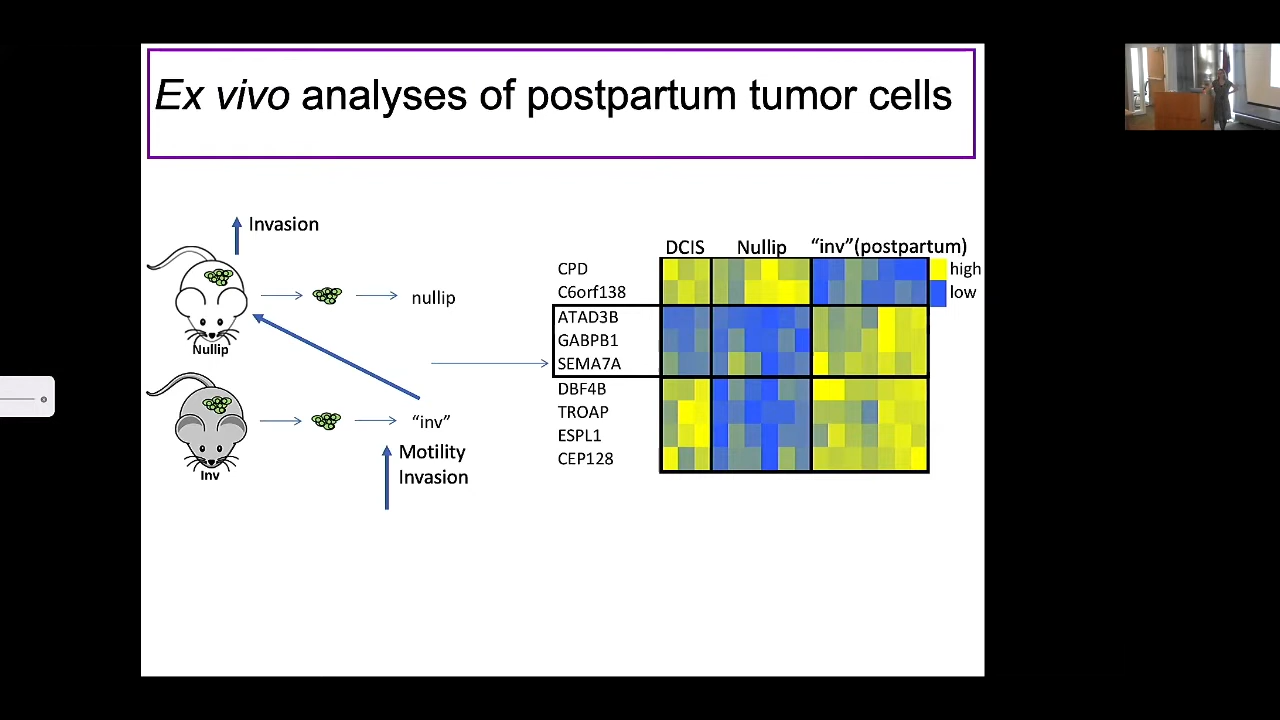 Ex vivo analyses of postpartum tumor cells
Invasion
nullip
Nullip
"inv"
Inv
Motility
Invasion
DCIS Nullip "inv"(postpartum)
high
low
CPD
C6orf138
ATAD3B
GABPB1
SEMA7A
DBF4B
TROAP
ESPL1
CEP128